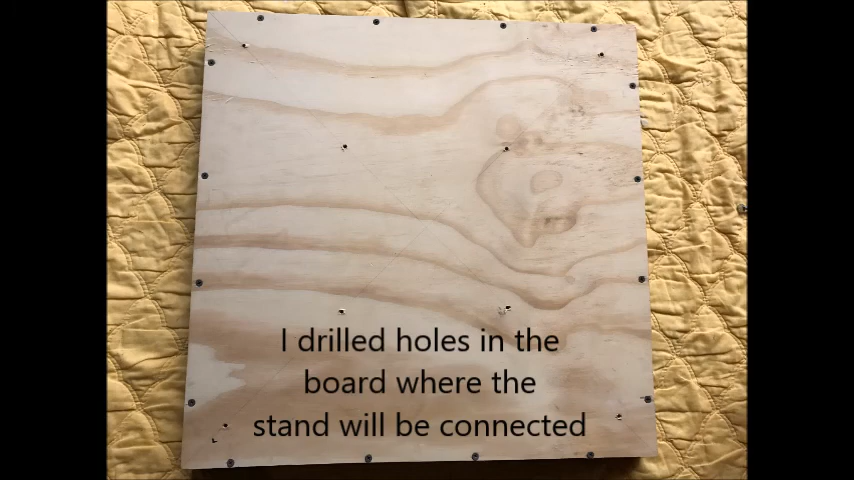 I drilled holes in the
board where the
stand will be connected